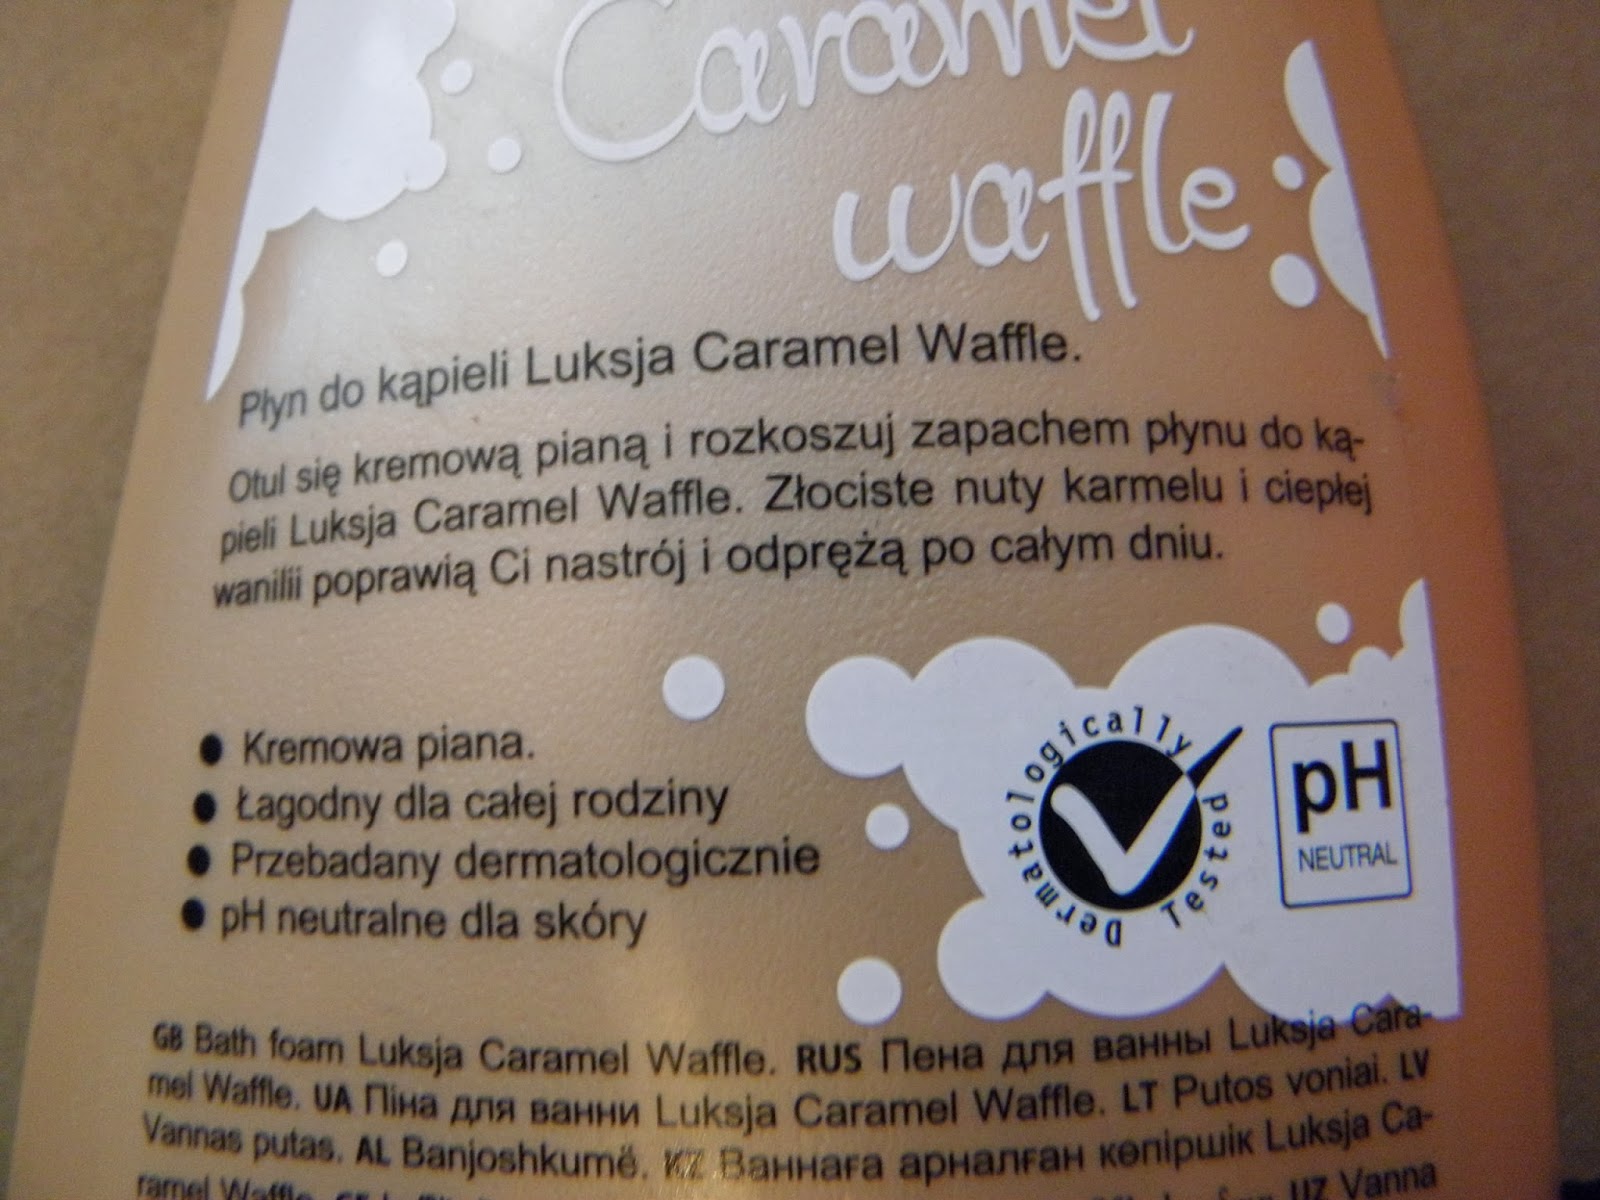 Caramel
waffle
Płyn do kąpieli Luksja Caramel Waffle.
Otul się kremową pianą i rozkoszuj zapachem płynu do ką-
pieli Luksja Caramel Waffle. Złociste nuty karmelu i ciepłej
wanilii poprawią Ci nastrój i odprężą po całym dniu.
Kremowa piana.
Łagodny dla całej rodziny
Przebadany dermatologicznie
pH neutralne dla skóry
Dermatologically Tested
pH
NEUTRAL
GB Bath foam Luksja Caramel Waffle. RUS Пена для ванны Luksja Cara-
mel Waffle. UA Піна для ванни Luksja Caramel Waffle. LT Putos voniai. LV
Vannas putas. AL Banjoshkumë. KZ Ваннаға арналған көпіршік Luksja Ca-
ramel Waffle. UZ Vanna